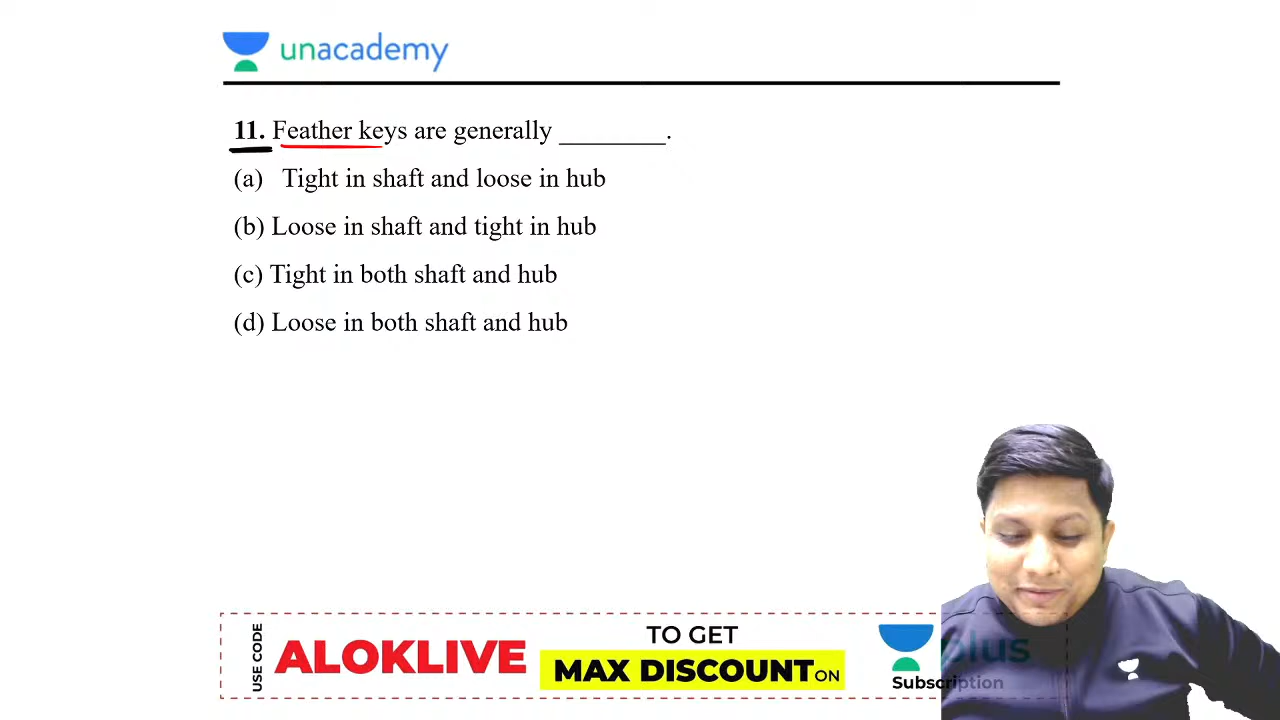 unacademy
11. Feather keys are generally ________.
(a) Tight in shaft and loose in hub
(b) Loose in shaft and tight in hub
(c) Tight in both shaft and hub
(d) Loose in both shaft and hub
USE CODE
ALOKLIVE
TO GET
MAX DISCOUNT ON
plus
Subscription